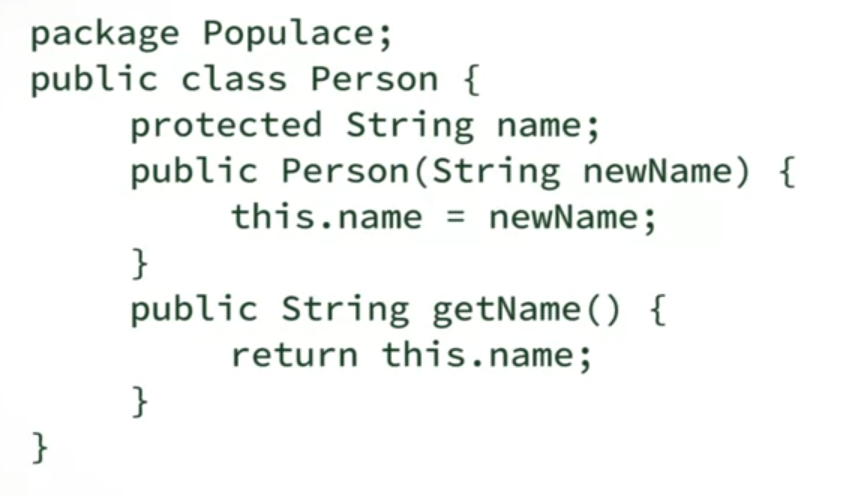 package Populace;
public class Person {
protected String name;
public Person(String newName) {
this.name = newName;
}
public String getName() {
return this.name;
}
}